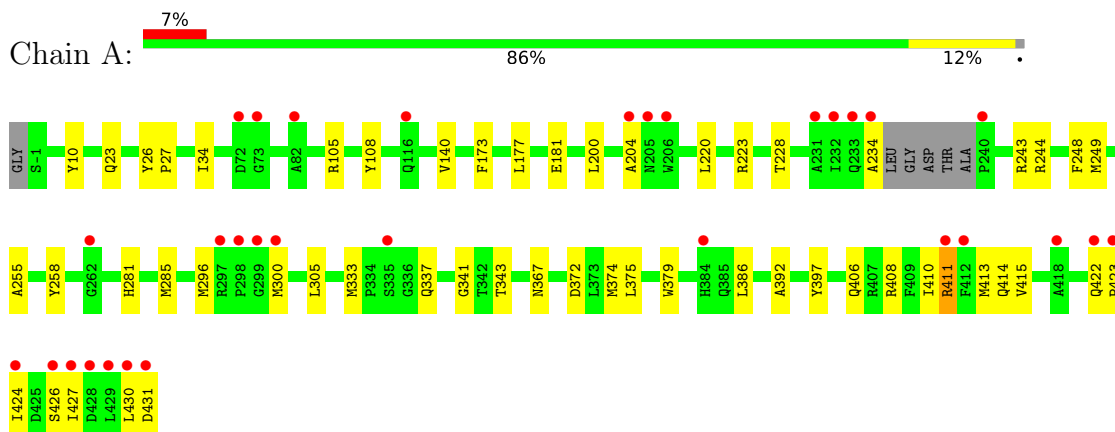 7%
Chain A:
86% 12% •
GLY S-1 Y10 Q23 Y26 P27 I34 D72 G73 A82 R105 Y108 Q116 V140 F173 L177 E181 L200 A204 N205 W206 L220 R223 T228 A231 I232 Q233 A234 LEU GLY ASP THR ALA P240 R243 R244 F248 M249
A255 Y258 G262 H281 M285 M296 R297 P298 G299 M300 L305 M333 P334 S335 G336 Q337 G341 T342 T343 N367 D372 L373 M374 L375 W379 H384 Q385 L386 A392 Y397 Q406 R407 R408 F409 I410 R411 F412 M413 Q414 V415 A418 Q422
I424 D425 S426 I427 D428 L429 L430 D431